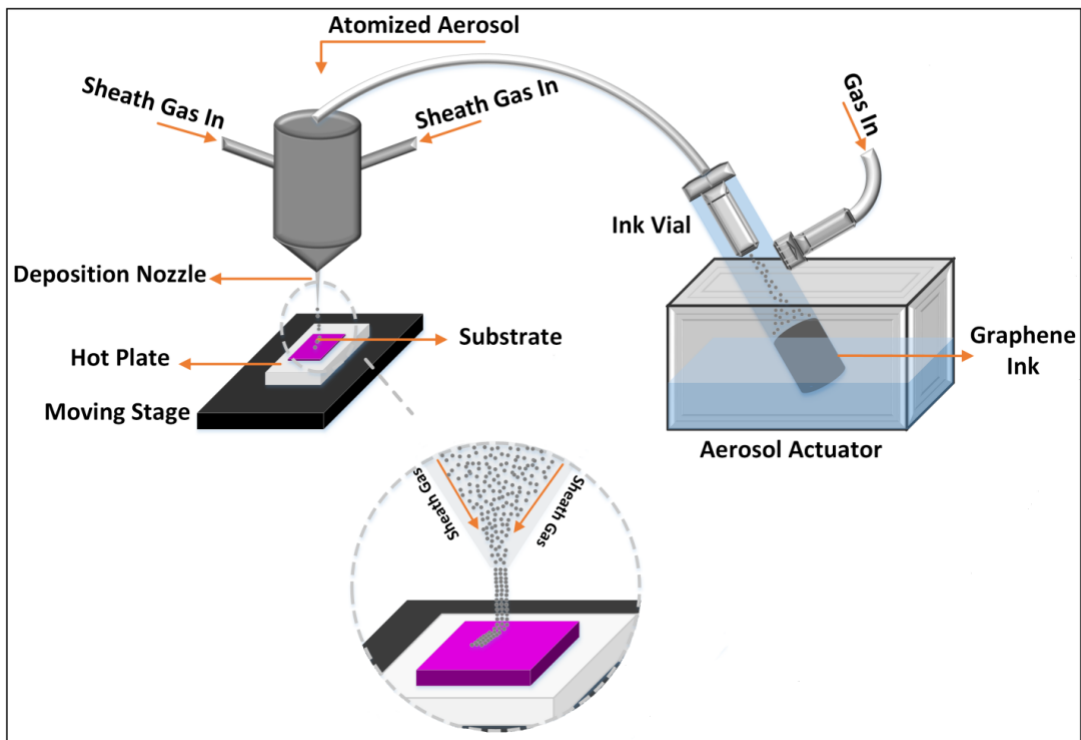 Atomized Aerosol
Sheath Gas In
Sheath Gas In
Gas In
Ink Vial
Deposition Nozzle
Substrate
Hot Plate
Graphene
Ink
Moving Stage
Aerosol Actuator
Sheath Gas
Sheath Gas